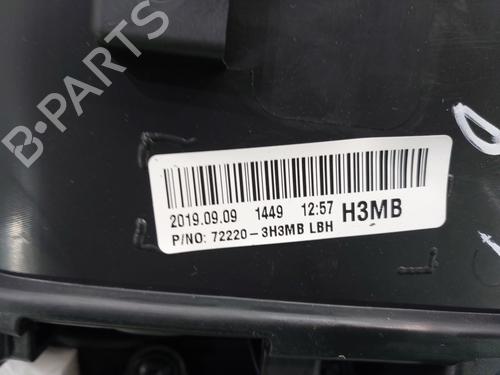 B-PARTS
2019.09.09 1449 12:57 H3MB
P/NO: 72220-3H3MB LBH